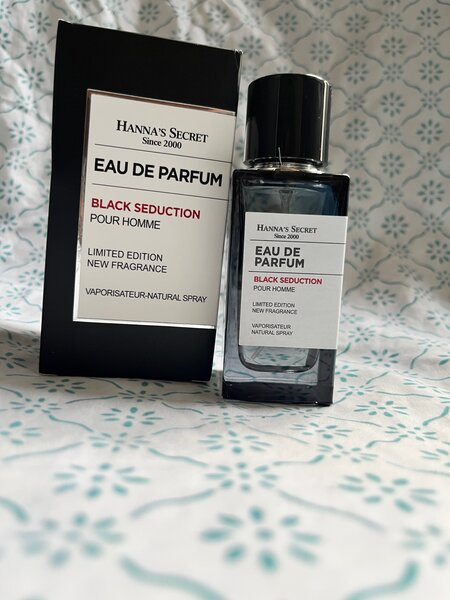 HANNA'S SECRET
Since 2000
EAU DE PARFUM
BLACK SEDUCTION
POUR HOMME
LIMITED EDITION
NEW FRAGRANCE
VAPORISATEUR-NATURAL SPRAY
HANNA'S SECRET
Since 2000
EAU DE
PARFUM
BLACK SEDUCTION
POUR HOMME
LIMITED EDITION
NEW FRAGRANCE
VAPORISATEUR
NATURAL SPRAY